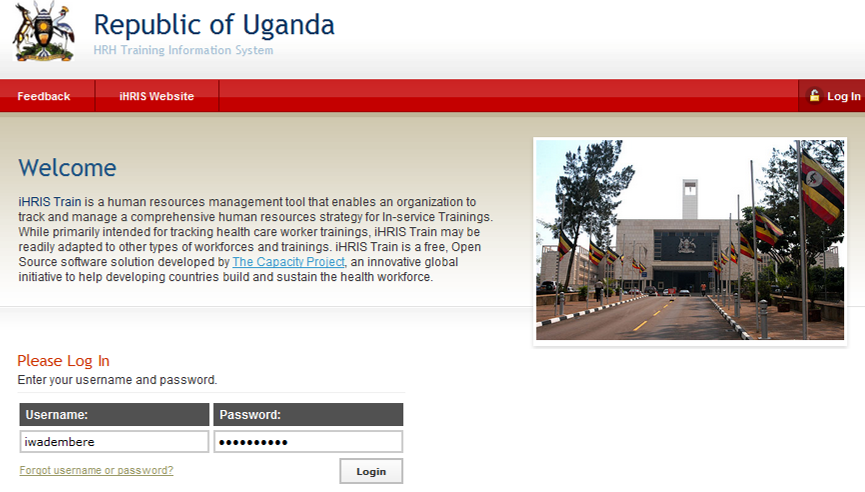 Republic of Uganda
HRH Training Information System
Feedback
iHRIS Website
Log In
Welcome
iHRIS Train is a human resources management tool that enables an organization to
track and manage a comprehensive human resources strategy for In-service Trainings.
While primarily intended for tracking health care worker trainings, iHRIS Train may be
readily adapted to other types of workforces and trainings. iHRIS Train is a free, Open
Source software solution developed by The Capacity Project, an innovative global
initiative to help developing countries build and sustain the health workforce.
Please Log In
Enter your username and password.
Username:
Password:
iwadembere
••••••••••
Forgot username or password?
Login